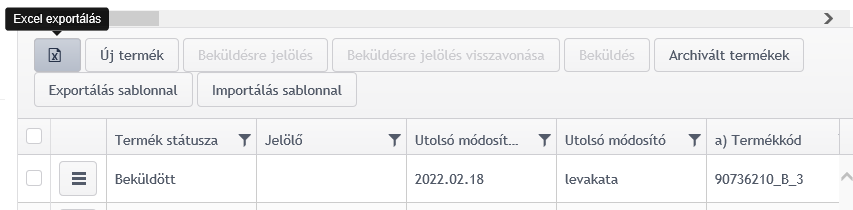 Excel exportálás
Új termék Beküldésre jelölés Beküldésre jelölés visszavonása Beküldés Archivált termékek
Exportálás sablonnal Importálás sablonnal
Termék státusza Jelölő Utolsó módosít... Utolsó módosító a) Termékkód
Beküldött 2022.02.18 levakata 90736210_B_3